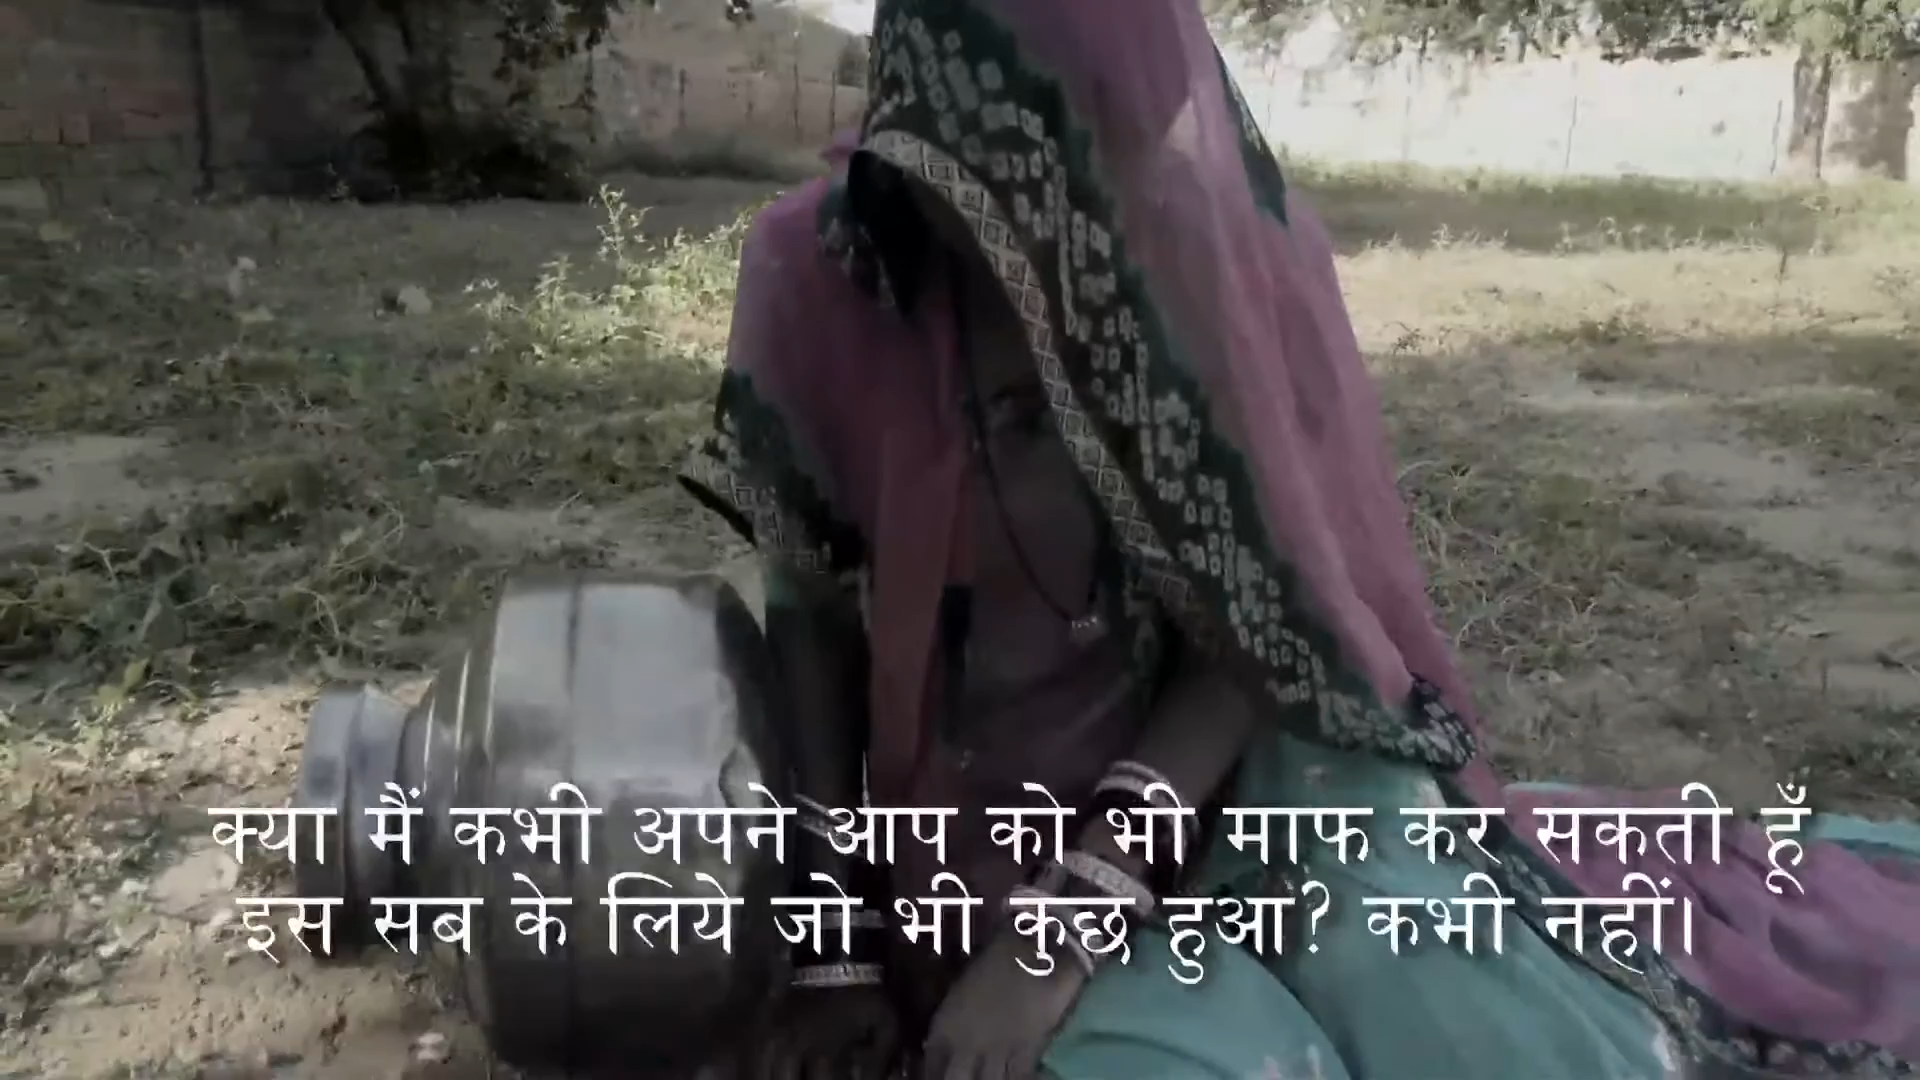 क्या मैं कभी अपने आप को भी माफ कर सकती हूँ
इस सब के लिये जो भी कुछ हुआ? कभी नहीं।